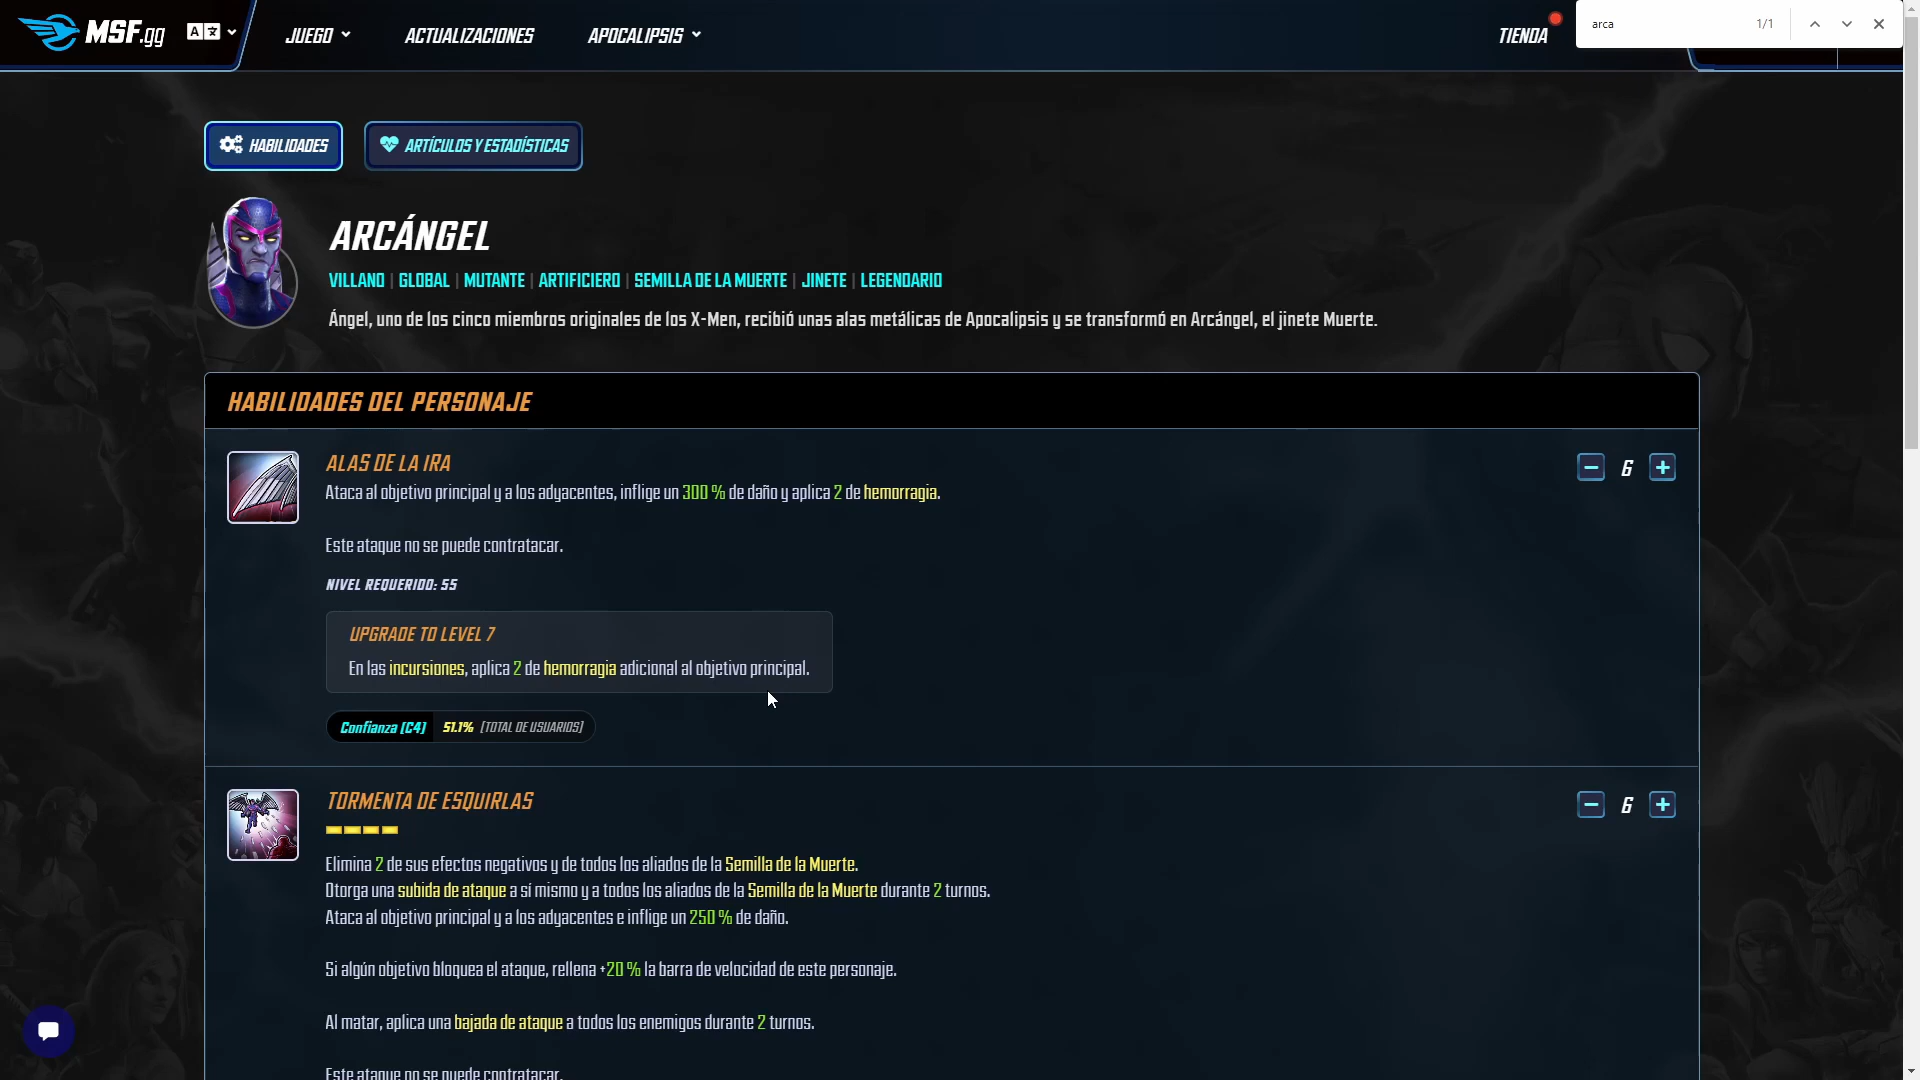 MSF.gg
A
JUEGO
ACTUALIZACIONES
APOCALIPSIS
TIENDA
arca
1/1
HABILIDADES
ARTÍCULOS Y ESTADÍSTICAS
ARCÁNGEL
VILLANO | GLOBAL | MUTANTE | ARTIFICIERO | SEMILLA DE LA MUERTE | JINETE | LEGENDARIO
Ángel, uno de los cinco miembros originales de los X-Men, recibió unas alas metálicas de Apocalipsis y se transformó en Arcángel, el jinete Muerte.
HABILIDADES DEL PERSONAJE
ALAS DE LA IRA
6
Ataca al objetivo principal y a los adyacentes, inflige un 300 % de daño y aplica 2 de hemorragia.
Este ataque no se puede contratacar.
NIVEL REQUERIDO: 55
UPGRADE TO LEVEL 7
En las incursiones, aplica 2 de hemorragia adicional al objetivo principal.
Confianza [C4] 51.1% [TOTAL DE USUARIOS]
TORMENTA DE ESQUIRLAS
6
Elimina 2 de sus efectos negativos y de todos los aliados de la Semilla de la Muerte.
Otorga una subida de ataque a sí mismo y a todos los aliados de la Semilla de la Muerte durante 2 turnos.
Ataca al objetivo principal y a los adyacentes e inflige un 250 % de daño.
Si algún objetivo bloquea el ataque, rellena +20 % la barra de velocidad de este personaje.
Al matar, aplica una bajada de ataque a todos los enemigos durante 2 turnos.
Este ataque no se puede contratacar.